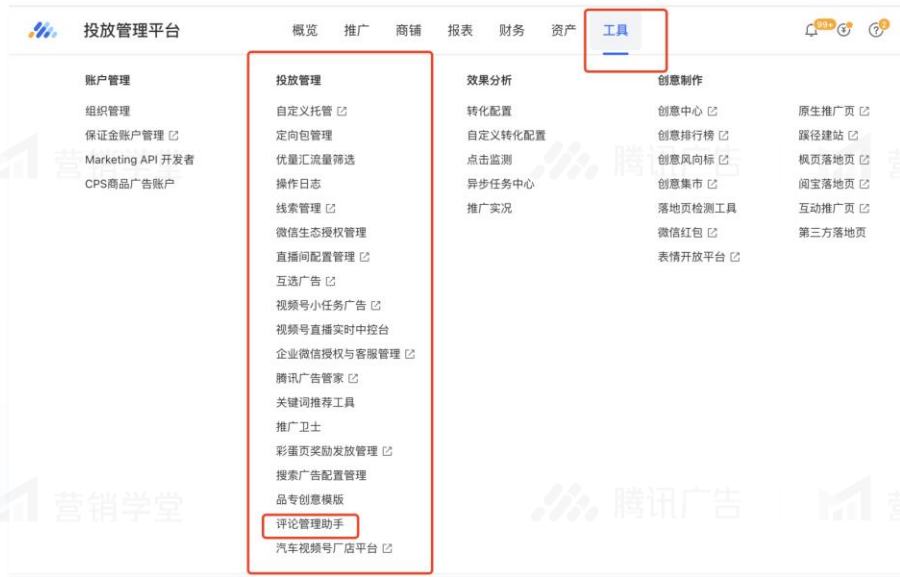 投放管理平台
概览
推广
商铺
报表
财务
资产
工具
99+
2
账户管理
组织管理
保证金账户管理
Marketing API 开发者
CPS商品广告账户
投放管理
自定义托管
定向包管理
优量汇流量筛选
操作日志
线索管理
微信生态授权管理
直播间配置管理
互选广告
视频号小任务广告
视频号直播实时中控台
企业微信授权与客服管理
腾讯广告管家
关键词推荐工具
推广卫士
彩蛋页奖励发放管理
搜索广告配置管理
品专创意模版
评论管理助手
汽车视频号厂店平台
效果分析
转化配置
自定义转化配置
点击监测
异步任务中心
推广实况
创意制作
创意中心
创意排行榜
创意风向标
创意集市
落地页检测工具
微信红包
表情开放平台
原生推广页
蹊径建站
枫页落地页
阅宝落地页
互动推广页
第三方落地页
营销学堂
腾讯广告
营销学堂
腾讯广告